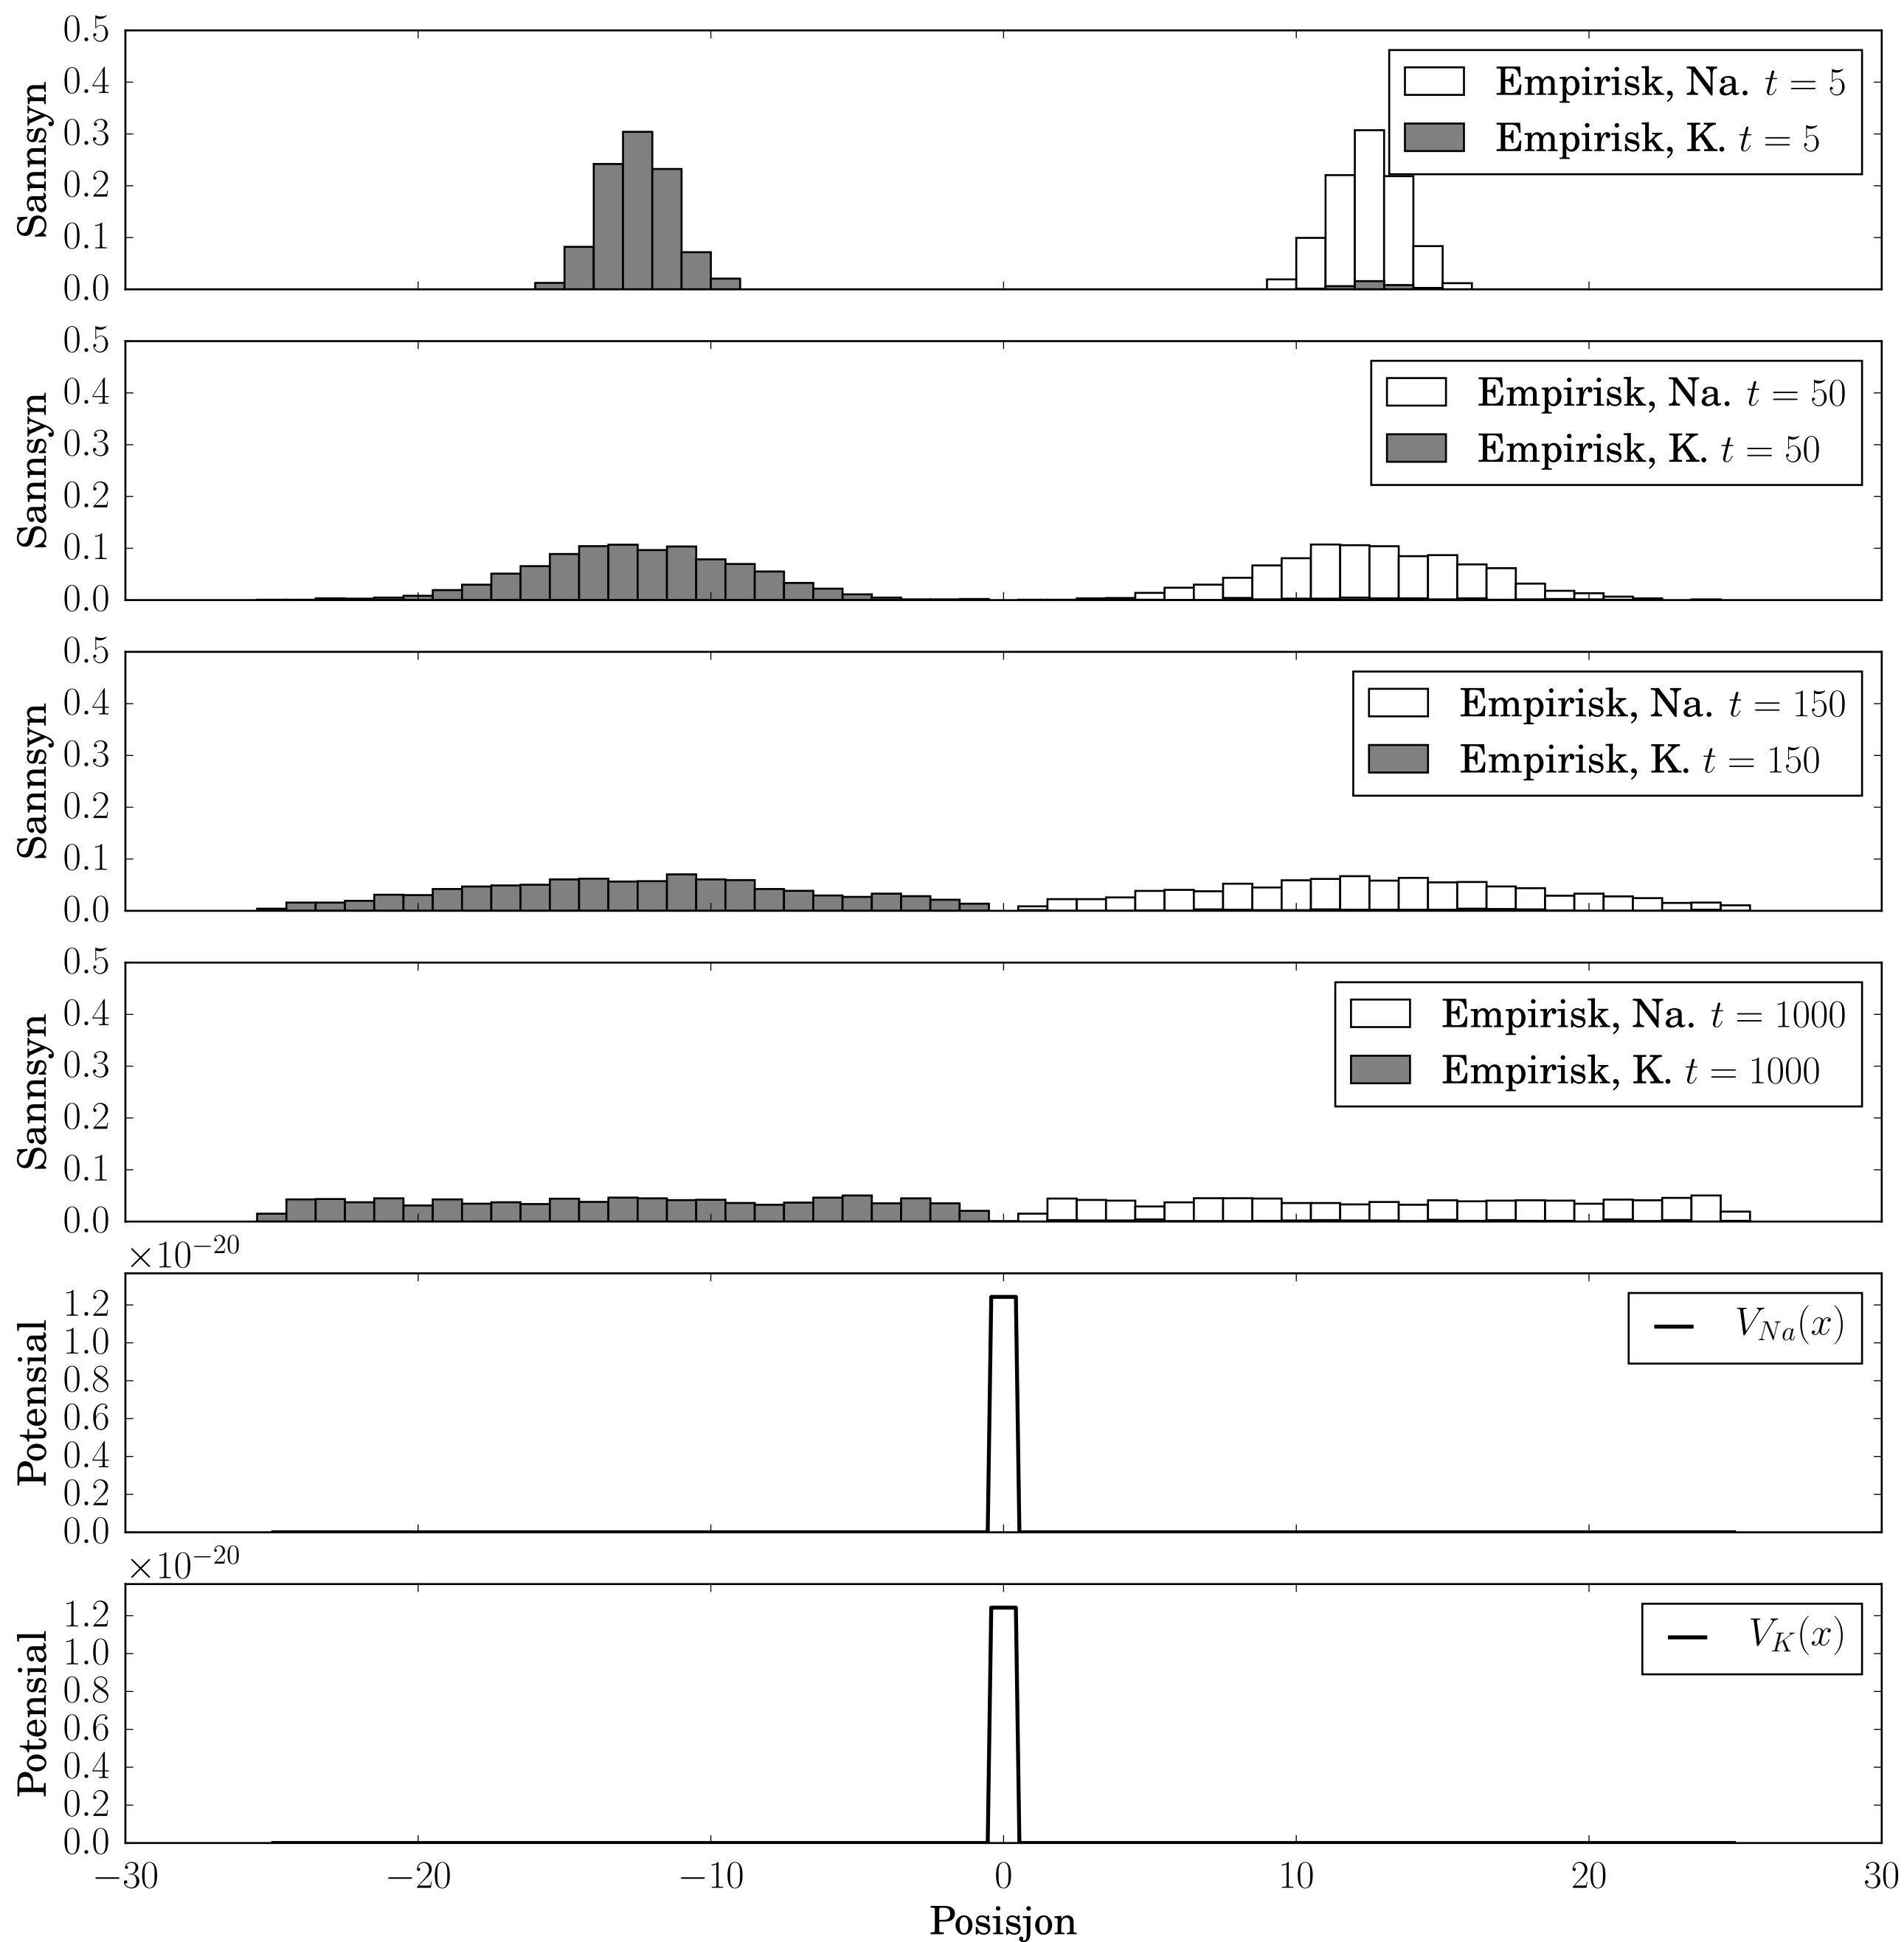 Sannsyn
0.5
0.4
0.3
0.2
0.1
0.0
Empirisk, Na. t = 5
Empirisk, K. t = 5
Sannsyn
0.5
0.4
0.3
0.2
0.1
0.0
Empirisk, Na. t = 50
Empirisk, K. t = 50
Sannsyn
0.5
0.4
0.3
0.2
0.1
0.0
Empirisk, Na. t = 150
Empirisk, K. t = 150
Sannsyn
0.5
0.4
0.3
0.2
0.1
0.0
Empirisk, Na. t = 1000
Empirisk, K. t = 1000
×10⁻²⁰
Potensial
1.2
1.0
0.8
0.6
0.4
0.2
0.0
V_{Na}(x)
×10⁻²⁰
Potensial
1.2
1.0
0.8
0.6
0.4
0.2
0.0
V_K(x)
−30 −20 −10 0 10 20 30
Posisjon